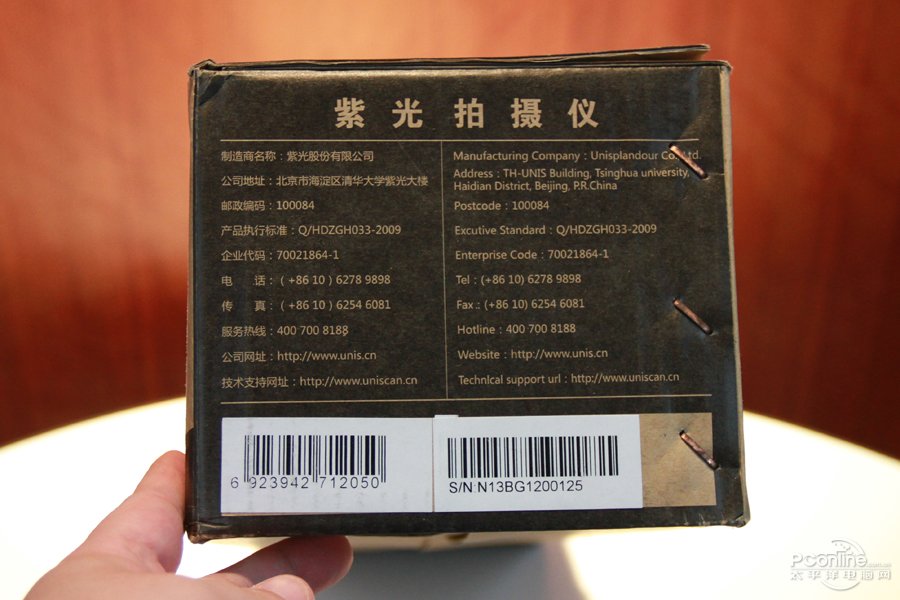 紫光拍摄仪
制造商名称：紫光股份有限公司
公司地址：北京市海淀区清华大学紫光大楼
邮政编码：100084
产品执行标准：Q/HDZGH033-2009
企业代码：70021864-1
电 话：（+86 10）6278 9898
传 真：（+86 10）6254 6081
服务热线：400 700 8188
公司网址：http://www.unis.cn
技术支持网址：http://www.uniscan.cn
Manufacturing Company：Unisplandour Co.,Ltd.
Address：TH-UNIS Building, Tsinghua university,
Haidian District, Beijing, P.R.China
Postcode：100084
Excutive Standard：Q/HDZGH033-2009
Enterprise Code：70021864-1
Tel：(+86 10) 6278 9898
Fax：(+86 10) 6254 6081
Hotline：400 700 8188
Website：http://www.unis.cn
Technical support url：http://www.uniscan.cn
6 923942 712050
S/N:N13BG1200125
PConline.com.cn
太平洋电脑网